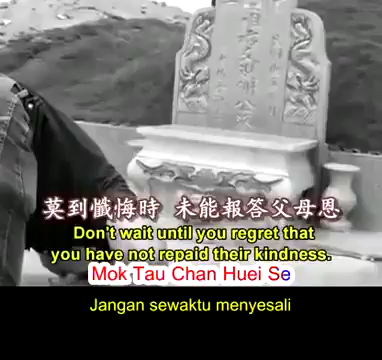 莫到懺悔時 未能報答父母恩
Don't wait until you regret that
you have not repaid their kindness.
Mok Tau Chan Huei Se
Jangan sewaktu menyesali